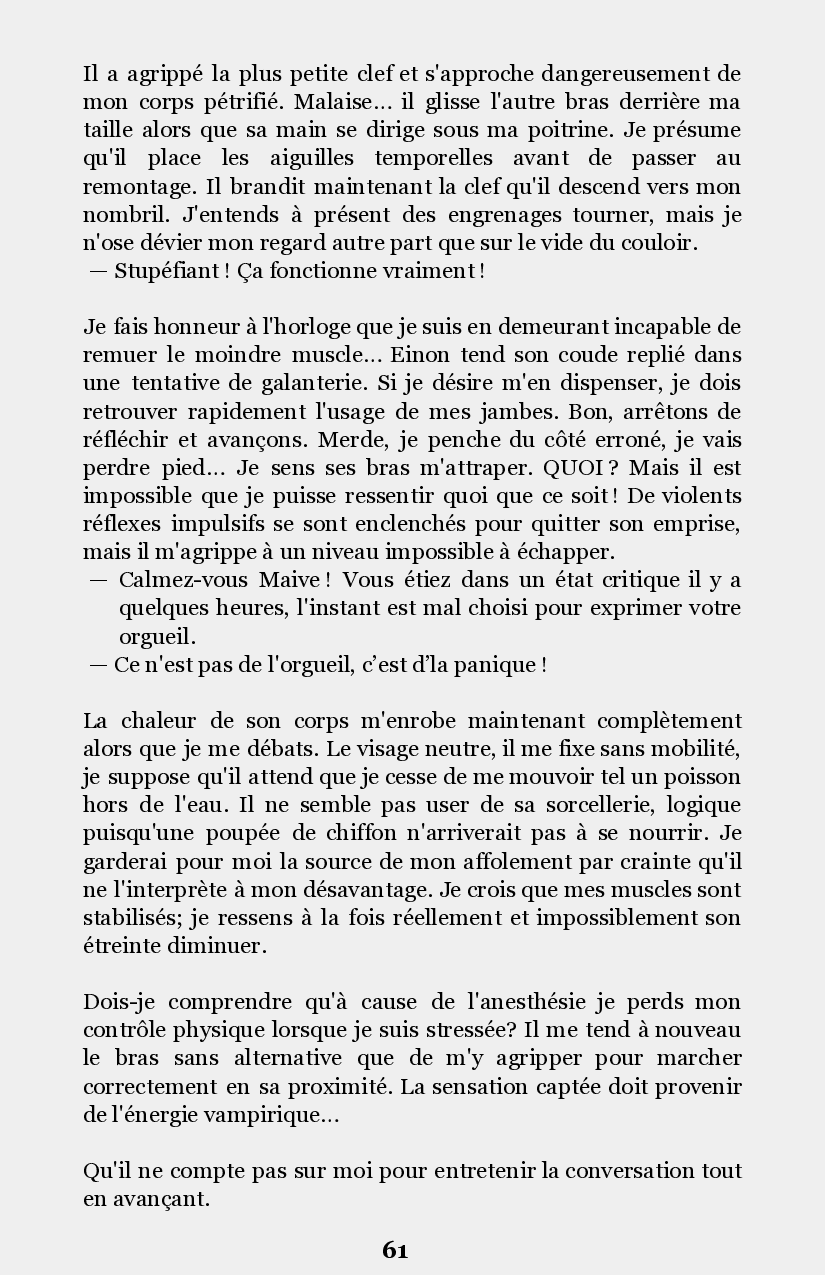 Il a agrippé la plus petite clef et s'approche dangereusement de
mon corps pétrifié. Malaise... il glisse l'autre bras derrière ma
taille alors que sa main se dirige sous ma poitrine. Je présume
qu'il place les aiguilles temporelles avant de passer au
remontage. Il brandit maintenant la clef qu'il descend vers mon
nombril. J'entends à présent des engrenages tourner, mais je
n'ose dévier mon regard autre part que sur le vide du couloir.
— Stupéfiant ! Ça fonctionne vraiment !
Je fais honneur à l'horloge que je suis en demeurant incapable de
remuer le moindre muscle... Einon tend son coude replié dans
une tentative de galanterie. Si je désire m'en dispenser, je dois
retrouver rapidement l'usage de mes jambes. Bon, arrêtons de
réfléchir et avançons. Merde, je penche du côté erroné, je vais
perdre pied... Je sens ses bras m'attraper. QUOI ? Mais il est
impossible que je puisse ressentir quoi que ce soit ! De violents
réflexes impulsifs se sont enclenchés pour quitter son emprise,
mais il m'agrippe à un niveau impossible à échapper.
— Calmez-vous Maive ! Vous étiez dans un état critique il y a
quelques heures, l'instant est mal choisi pour exprimer votre
orgueil.
— Ce n'est pas de l'orgueil, c’est d’la panique !
La chaleur de son corps m'enrobe maintenant complètement
alors que je me débats. Le visage neutre, il me fixe sans mobilité,
je suppose qu'il attend que je cesse de me mouvoir tel un poisson
hors de l'eau. Il ne semble pas user de sa sorcellerie, logique
puisqu'une poupée de chiffon n'arriverait pas à se nourrir. Je
garderai pour moi la source de mon affolement par crainte qu'il
ne l'interprète à mon désavantage. Je crois que mes muscles sont
stabilisés; je ressens à la fois réellement et impossiblement son
étreinte diminuer.
Dois-je comprendre qu'à cause de l'anesthésie je perds mon
contrôle physique lorsque je suis stressée? Il me tend à nouveau
le bras sans alternative que de m'y agripper pour marcher
correctement en sa proximité. La sensation captée doit provenir
de l'énergie vampirique...
Qu'il ne compte pas sur moi pour entretenir la conversation tout
en avançant.
61